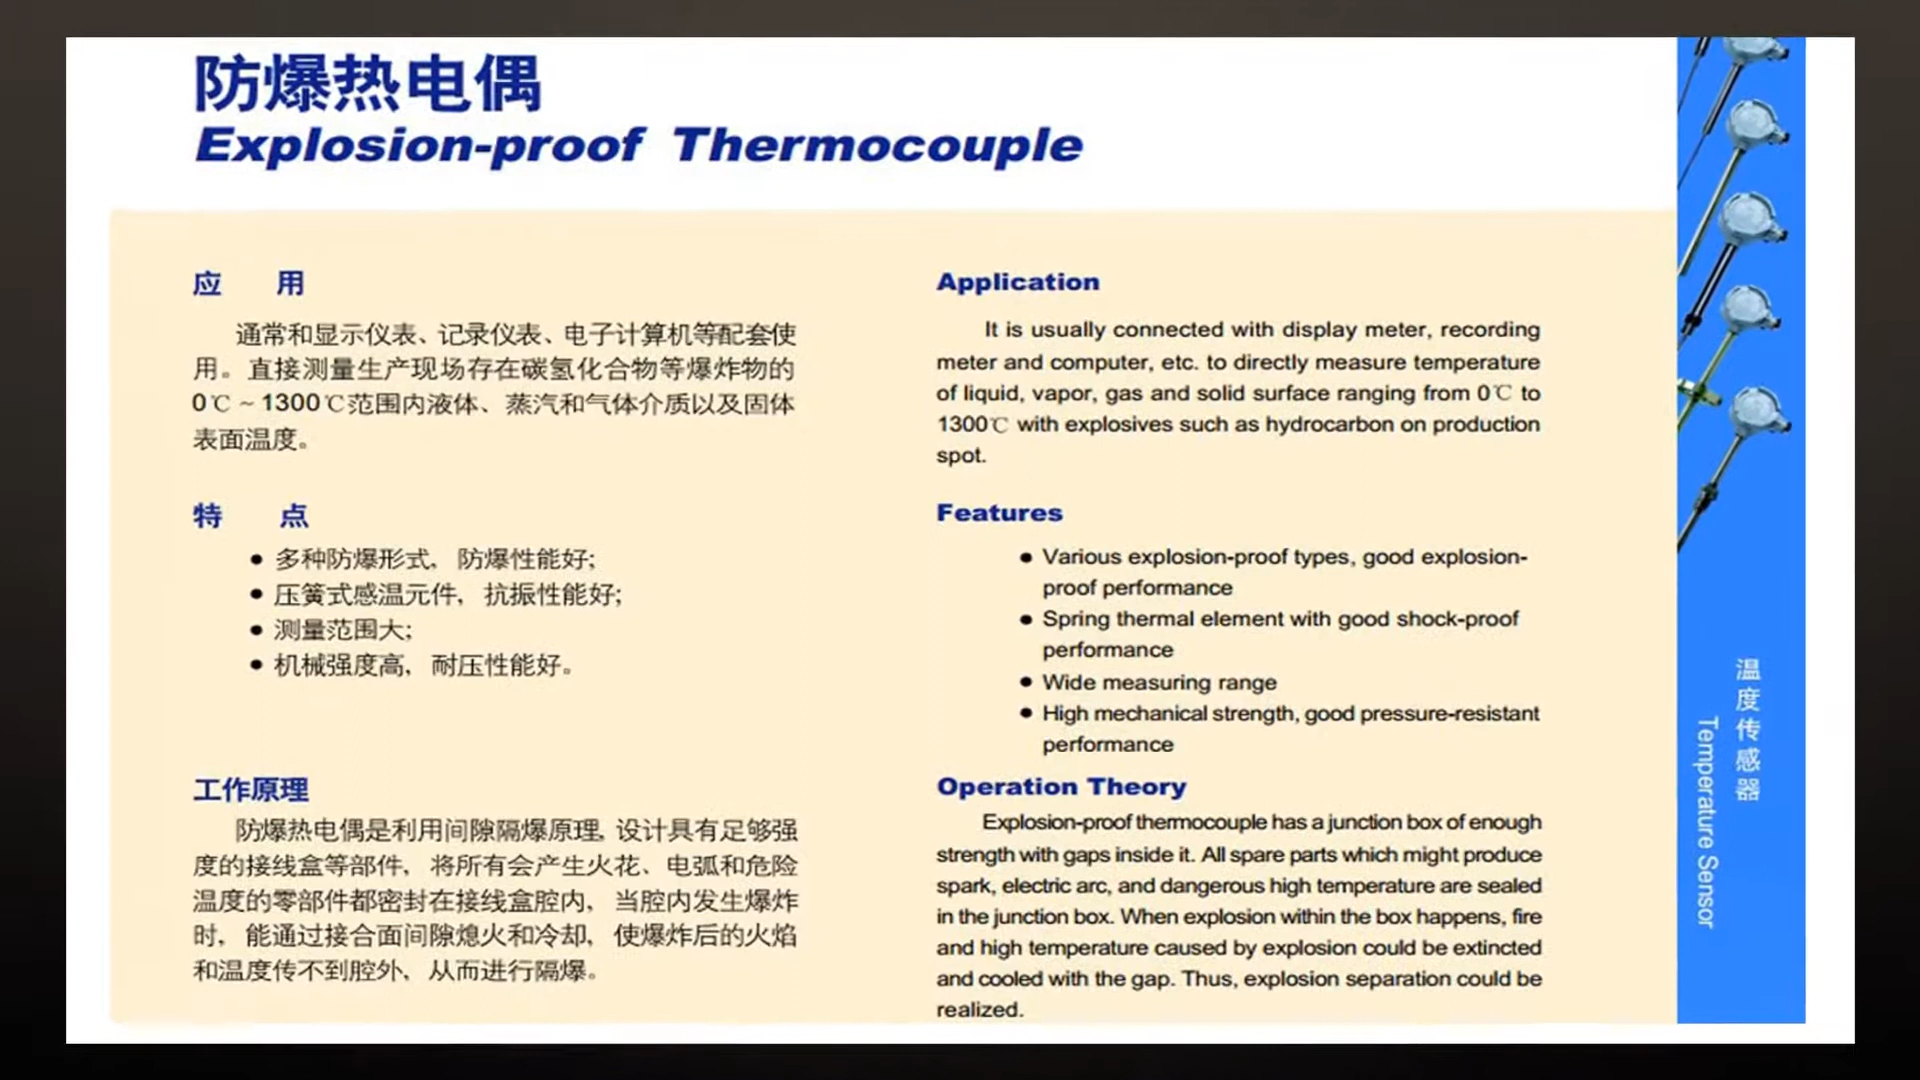 防爆热电偶
Explosion-proof Thermocouple
应 用
通常和显示仪表、记录仪表、电子计算机等配套使
用。直接测量生产现场存在碳氢化合物等爆炸物的
0℃～1300℃范围内液体、蒸汽和气体介质以及固体
表面温度。
特 点
● 多种防爆形式, 防爆性能好;
● 压簧式感温元件, 抗振性能好;
● 测量范围大;
● 机械强度高, 耐压性能好。
工作原理
防爆热电偶是利用间隙隔爆原理, 设计具有足够强
度的接线盒等部件, 将所有会产生火花、电弧和危险
温度的零部件都密封在接线盒腔内, 当腔内发生爆炸
时, 能通过接合面间隙熄火和冷却, 使爆炸后的火焰
和温度传不到腔外, 从而进行隔爆。
Application
It is usually connected with display meter, recording
meter and computer, etc. to directly measure temperature
of liquid, vapor, gas and solid surface ranging from 0℃ to
1300℃ with explosives such as hydrocarbon on production
spot.
Features
● Various explosion-proof types, good explosion-
proof performance
● Spring thermal element with good shock-proof
performance
● Wide measuring range
● High mechanical strength, good pressure-resistant
performance
Operation Theory
Explosion-proof thermocouple has a junction box of enough
strength with gaps inside it. All spare parts which might produce
spark, electric arc, and dangerous high temperature are sealed
in the junction box. When explosion within the box happens, fire
and high temperature caused by explosion could be extincted
and cooled with the gap. Thus, explosion separation could be
realized.
温度传感器
Temperature Sensor